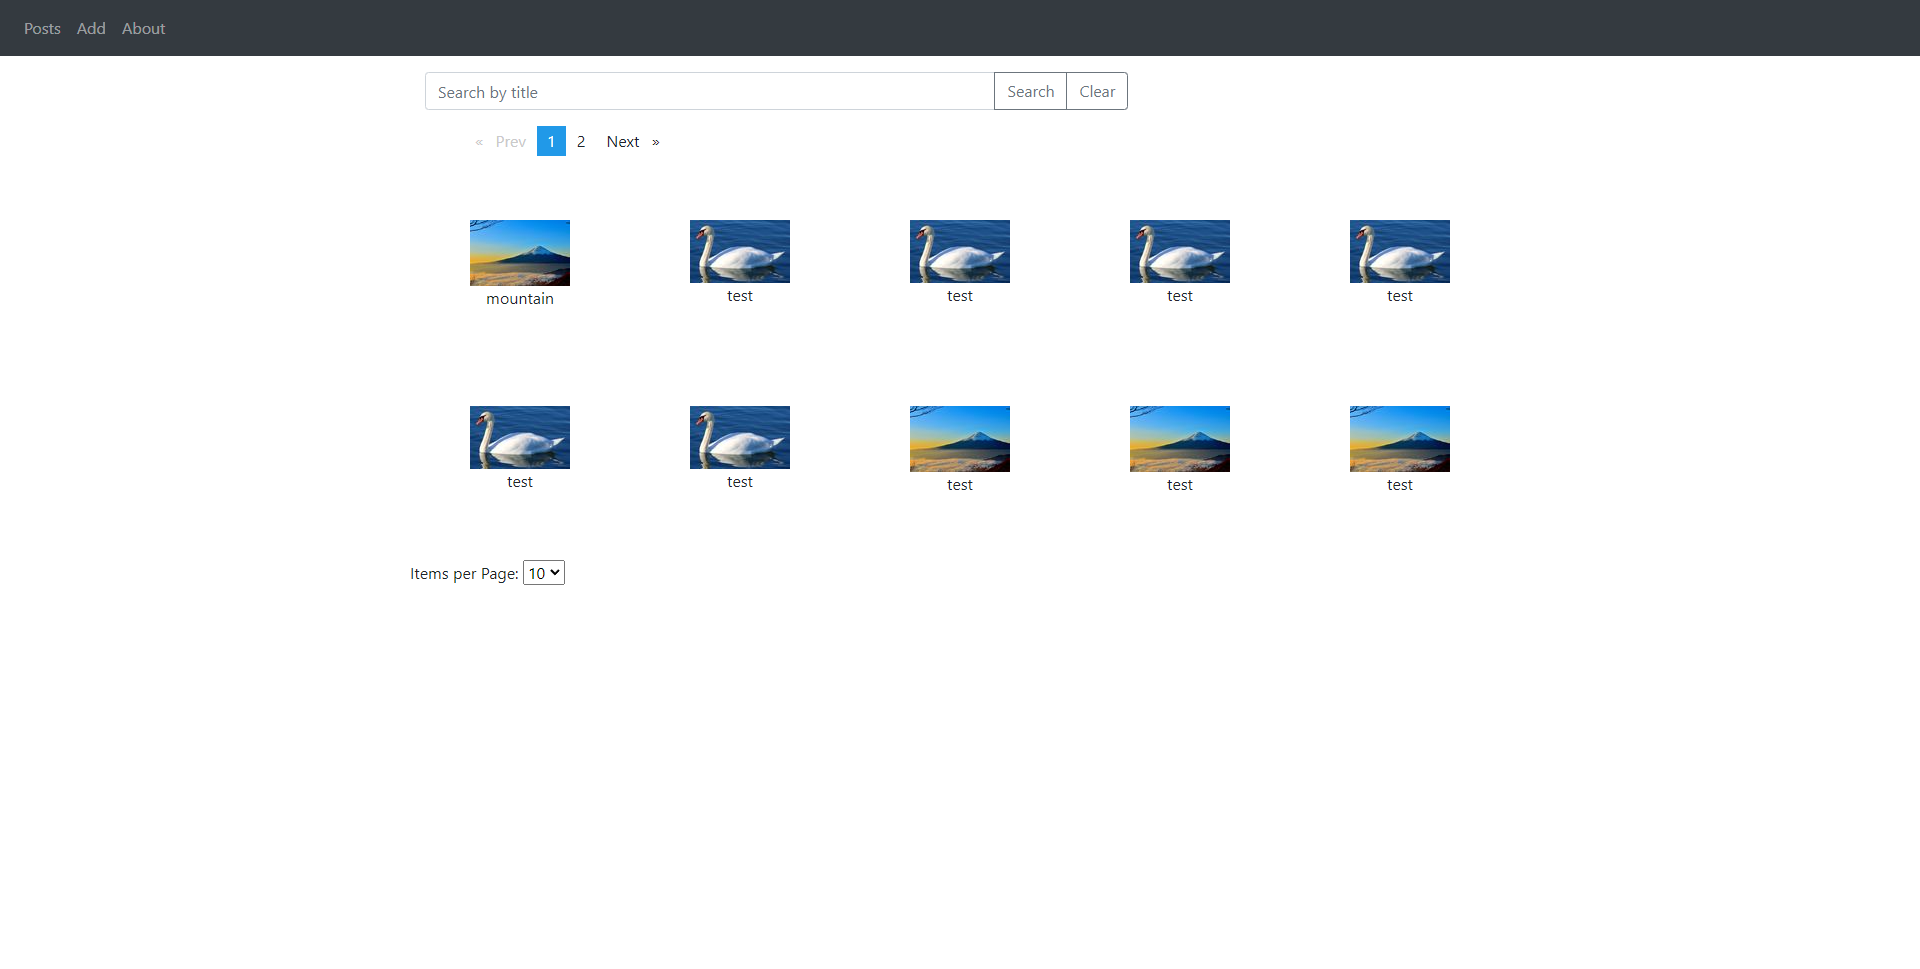 Posts Add About
Search by title Search Clear
« Prev 1 2 Next »
mountain test test test test
test test test test test
Items per Page: 10